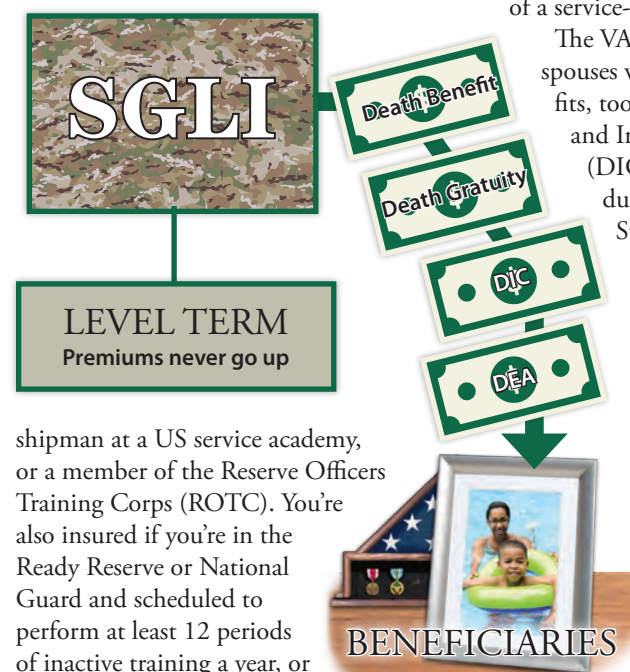 of a service-
The VA
spouses
fits, too
and
(DIC
du
SGLI
Death Benefit
Death Gratuity
DIC
DEA
LEVEL TERM
Premiums never go up
shipman at a US service academy,
or a member of the Reserve Officers
Training Corps (ROTC). You're
also insured if you're in the
Ready Reserve or National
Guard and scheduled to
perform at least 12 periods
of inactive training a year, or
BENEFICIARIES